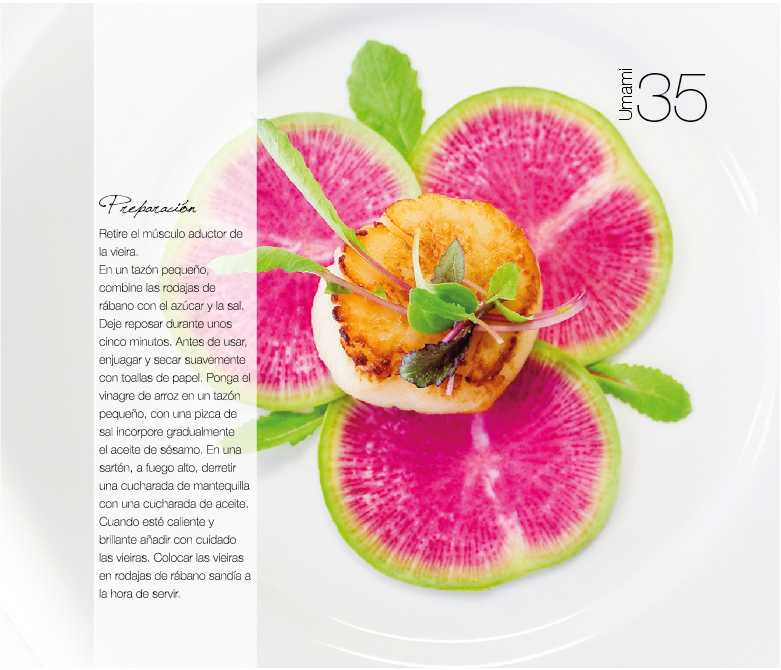 Umami
35
Preparación
Retire el músculo aductor de
la vieira.
En un tazón pequeño,
combine las rodajas de
rábano con el azúcar y la sal.
Deje reposar durante unos
cinco minutos. Antes de usar,
enjuagar y secar suavemente
con toallas de papel. Ponga el
vinagre de arroz en un tazón
pequeño, con una pizca de
sal incorpore gradualmente
el aceite de sésamo. En una
sartén, a fuego alto, derretir
una cucharada de mantequilla
con una cucharada de aceite.
Cuando esté caliente y
brillante añadir con cuidado
las vieiras. Colocar las vieiras
en rodajas de rábano sandía a
la hora de servir.